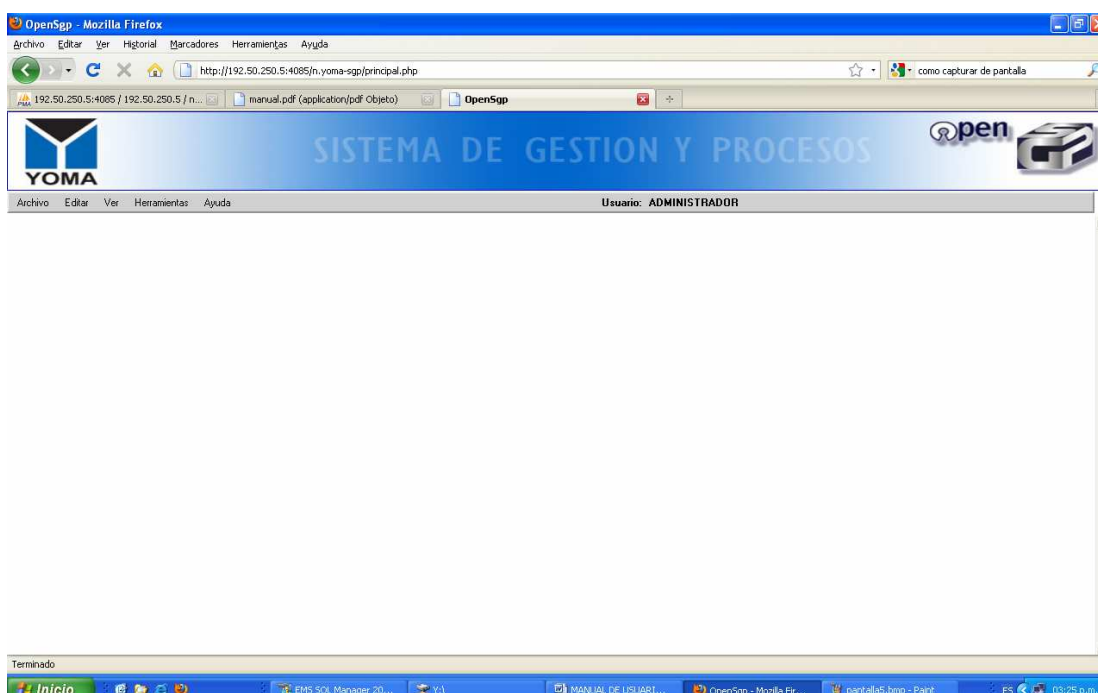 OpenSgp - Mozilla Firefox
Archivo Editar Ver Historial Marcadores Herramientas Ayuda
http://192.50.250.5:4085/n.yoma-sgp/principal.php
como capturar de pantalla
192.50.250.5:4085 / 192.50.250.5 / n...
manual.pdf (application/pdf Objeto)
OpenSgp
YOMA
SISTEMA DE GESTION Y PROCESOS
open
Archivo Editar Ver Herramientas Ayuda
Usuario: ADMINISTRADOR
Terminado
Inicio
EMS SQL Manager 20...
Y:\
MANUAL DE USUARI...
OpenSgp - Mozilla Fir...
pantalla5.bmp - Paint
ES
03:25 p.m.